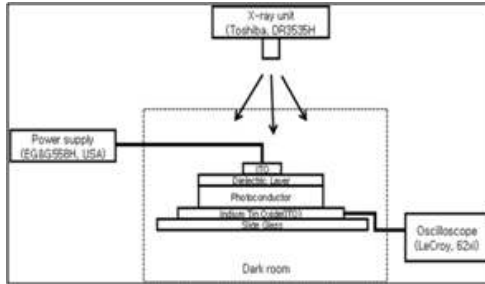 X-ray unit
(Toshiba, DR3535H
Power supply
(EG&G558H, USA)
ITO
Dielectric Layer
Photoconductor
Indium Tin Oxide(ITO)
Slide Glass
Oscilloscope
(LeCroy, 62xi)
Dark room